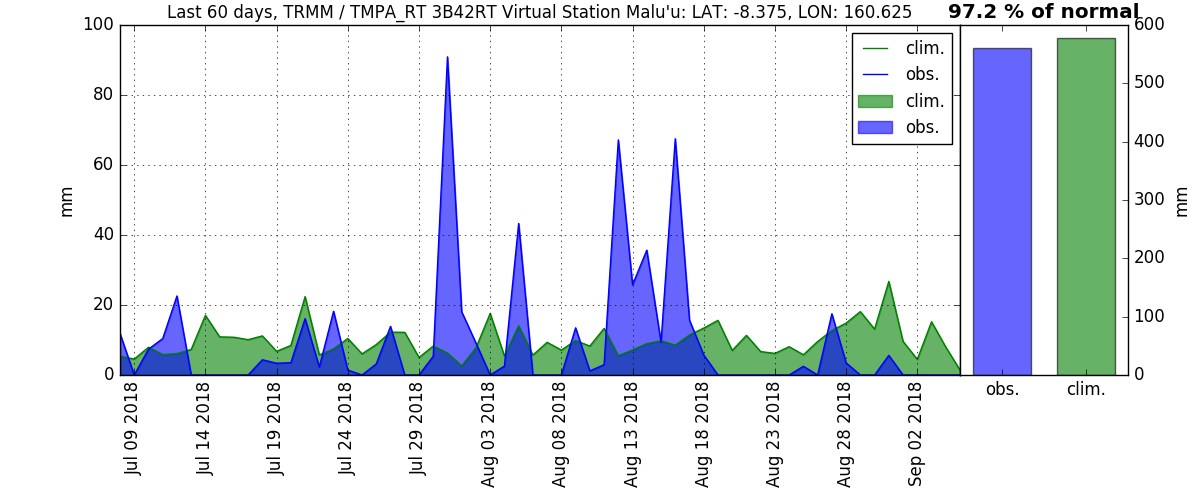 Last 60 days, TRMM / TMPA_RT 3B42RT Virtual Station Malu'u: LAT: -8.375, LON: 160.625
97.2 % of normal
100
80
60
40
20
0
mm
clim.
obs.
clim.
obs.
600
500
400
300
200
100
0
mm
obs.
clim.
Jul 09 2018
Jul 14 2018
Jul 19 2018
Jul 24 2018
Jul 29 2018
Aug 03 2018
Aug 08 2018
Aug 13 2018
Aug 18 2018
Aug 23 2018
Aug 28 2018
Sep 02 2018